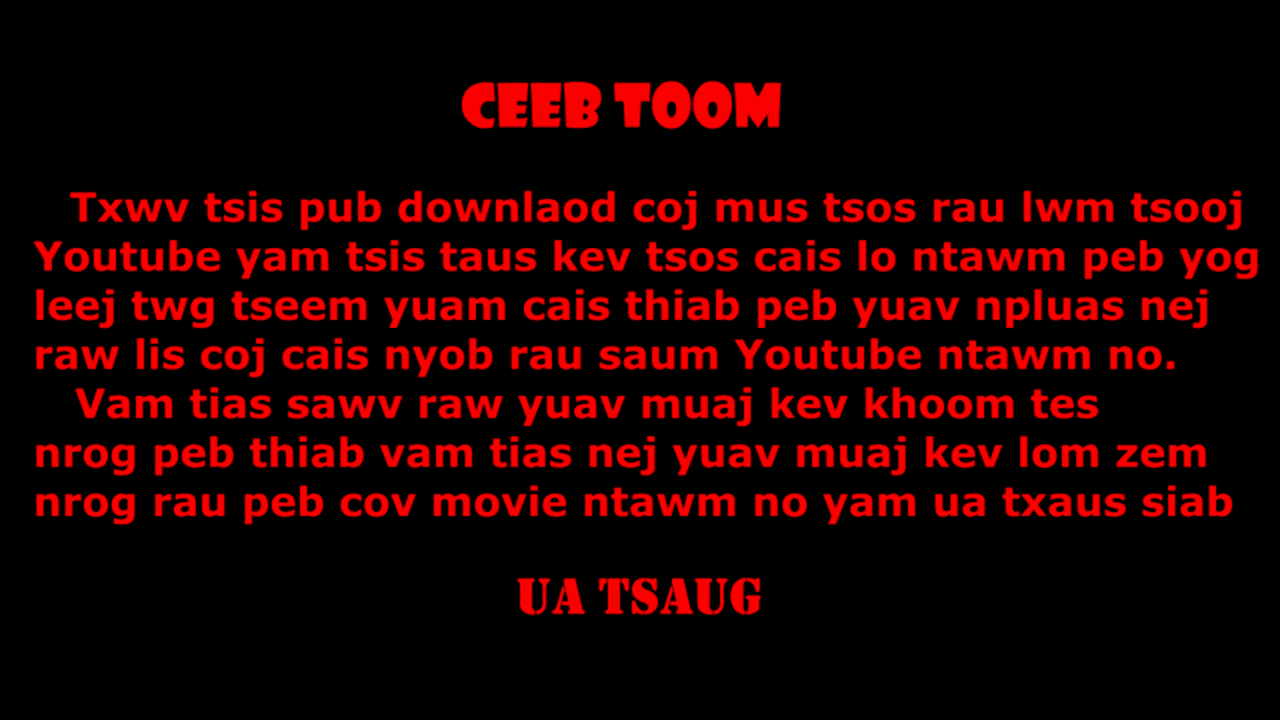 CEEB TOOM
Txwv tsis pub downlaod coj mus tsos rau lwm tsooj
Youtube yam tsis taus kev tsos cais lo ntawm peb yog
leej twg tseem yuam cais thiab peb yuav npluas nej
raw lis coj cais nyob rau saum Youtube ntawm no.
Vam tias sawv raw yuav muaj kev khoom tes
nrog peb thiab vam tias nej yuav muaj kev lom zem
nrog rau peb cov movie ntawm no yam ua txaus siab
UA TSAUG